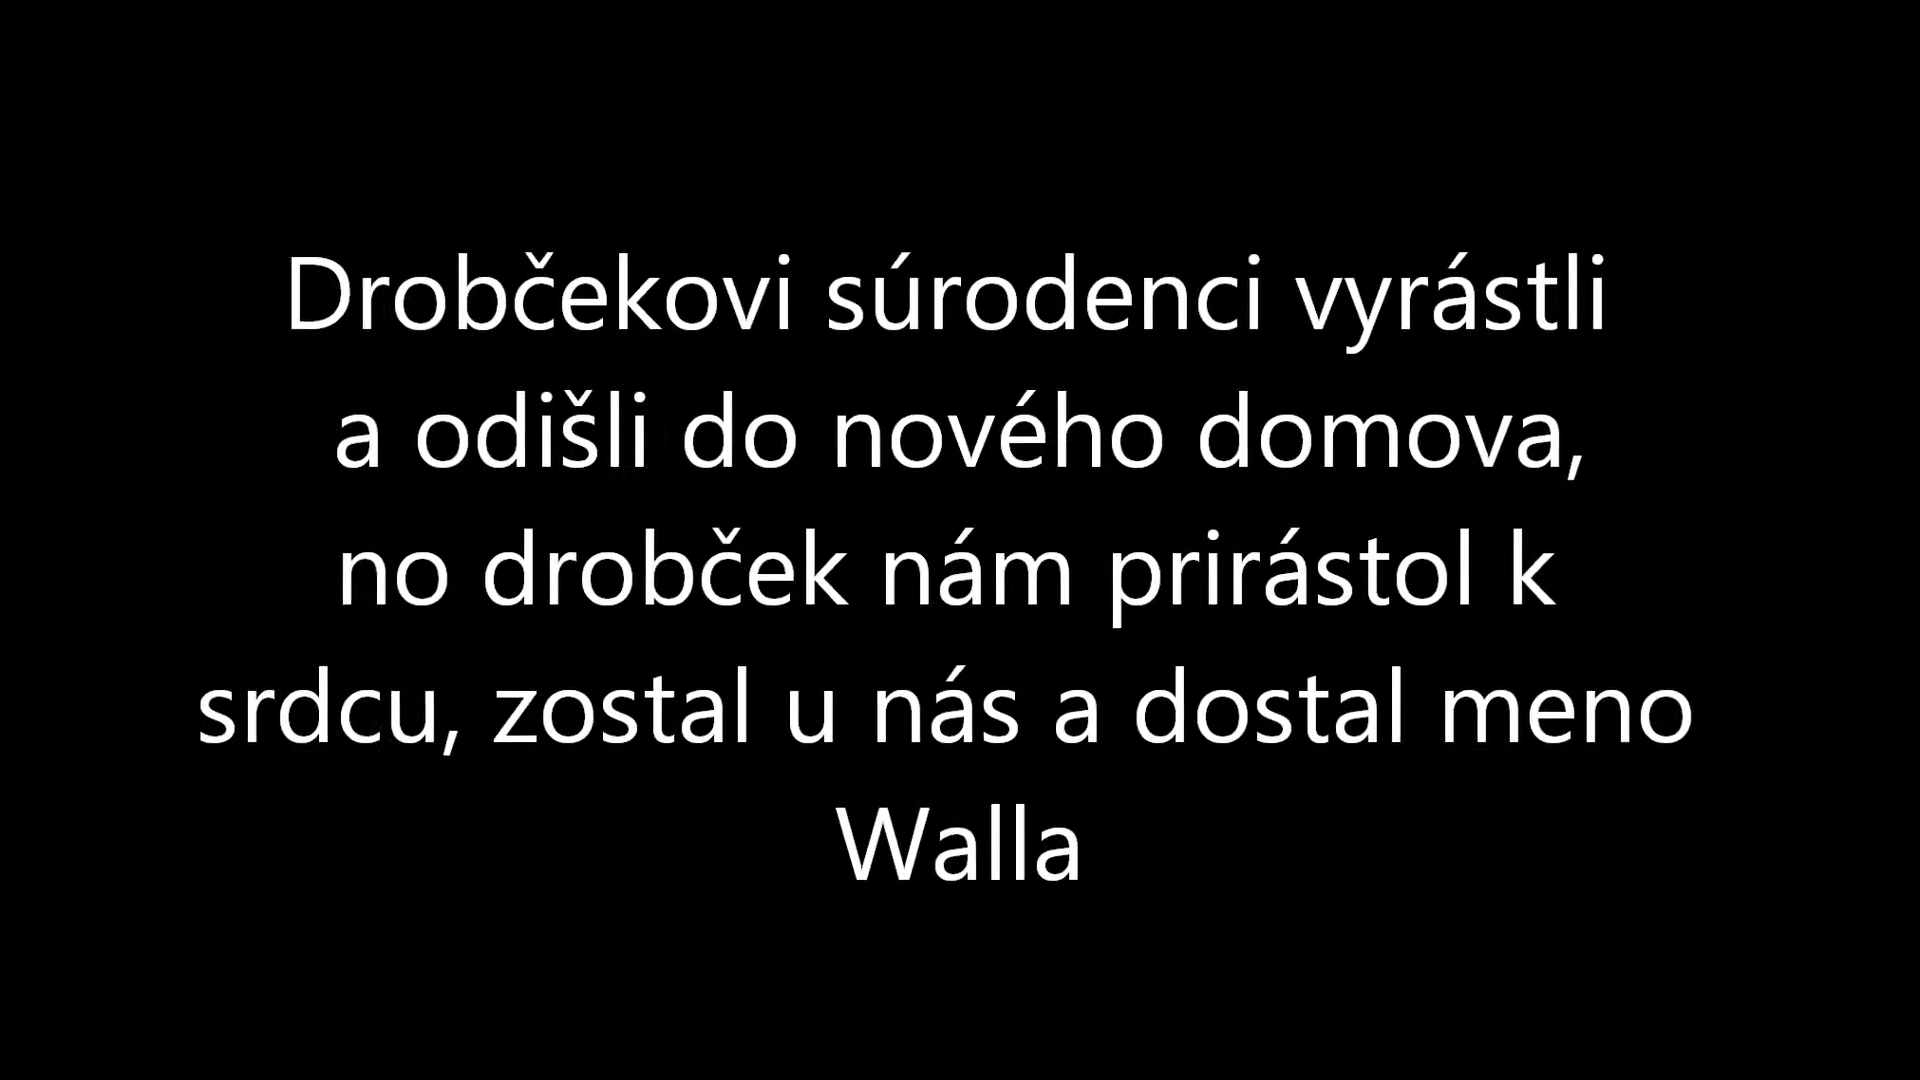 Drobčekovi súrodenci vyrástli
a odišli do nového domova,
no drobček nám prirástol k
srdcu, zostal u nás a dostal meno
Walla